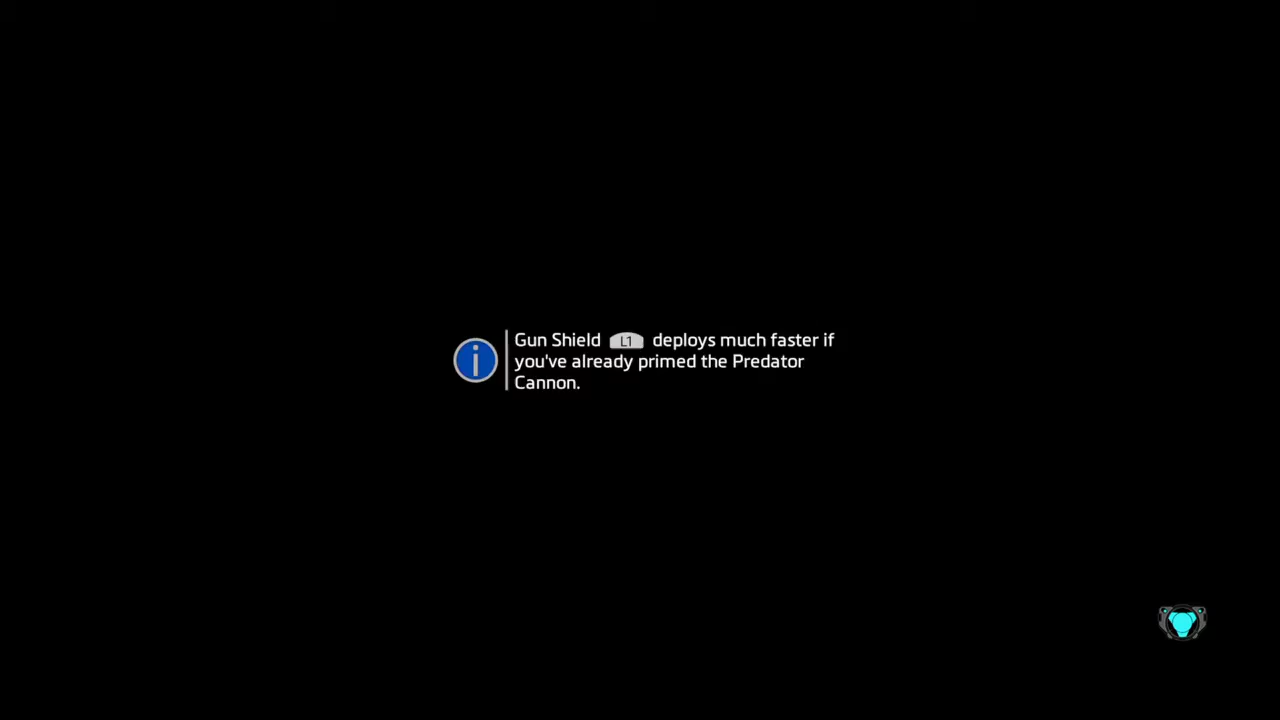 Gun Shield L1 deploys much faster if
you've already primed the Predator
Cannon.